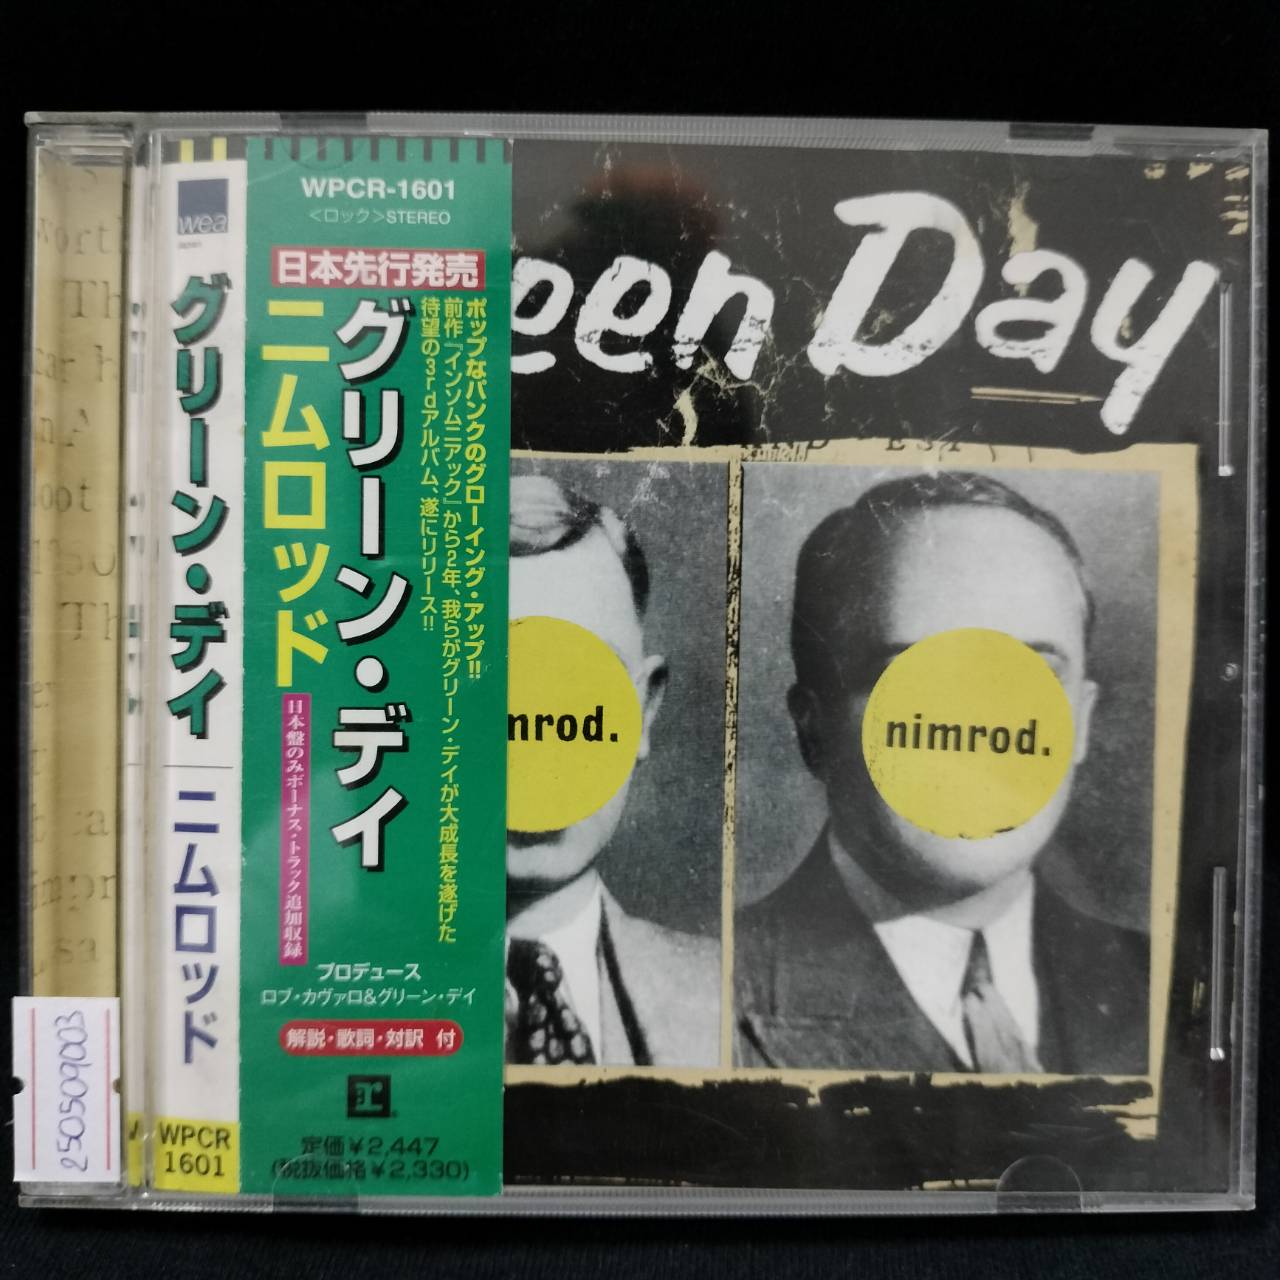 wea
Japan
グリーン・デイ
ニムロッド
WPCR
1601
WPCR-1601
<ロック>STEREO
日本先行発売
ポップなパンクのグローイング・アップ!!
前作『インソムニアック』から2年、我らがグリーン・デイが大成長を遂げた
待望の3rdアルバム、遂にリリース!!
グリーン・デイ
ニムロッド
日本盤のみボーナス・トラック追加収録
プロデュース
ロブ・カヴァロ&グリーン・デイ
解説・歌詞・対訳 付
r
定価¥2,447
(税抜価格¥2,330)
een Day
mrod.
nimrod.
250509003